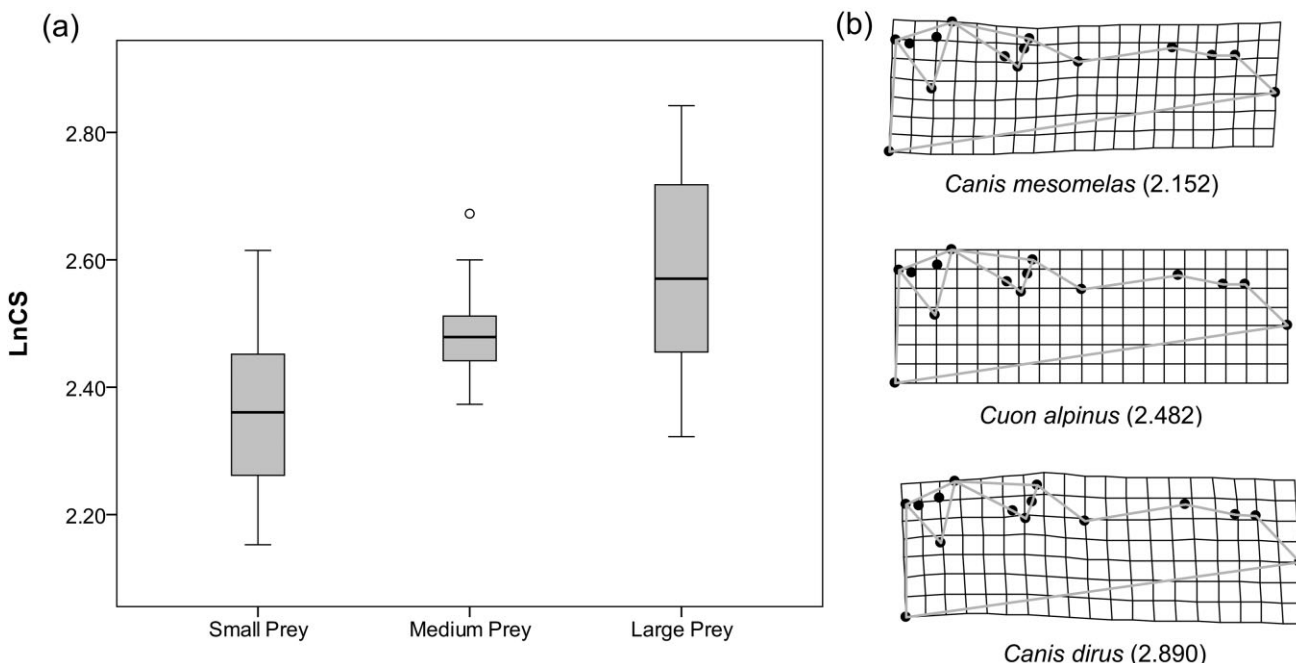 (a)
LnCS
2.80
2.60
2.40
2.20
Small Prey
Medium Prey
Large Prey
(b)
Canis mesomelas (2.152)
Cuon alpinus (2.482)
Canis dirus (2.890)